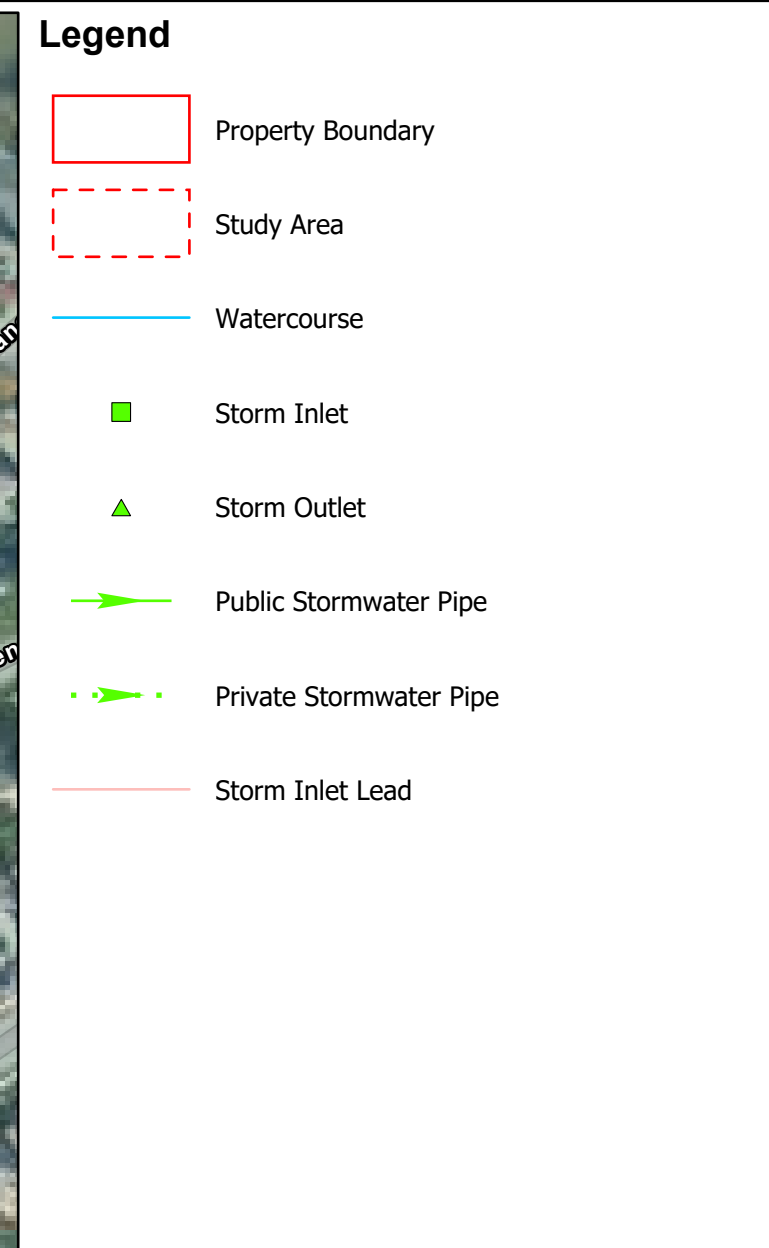 Legend
Property Boundary
Study Area
Watercourse
Storm Inlet
Storm Outlet
Public Stormwater Pipe
Private Stormwater Pipe
Storm Inlet Lead